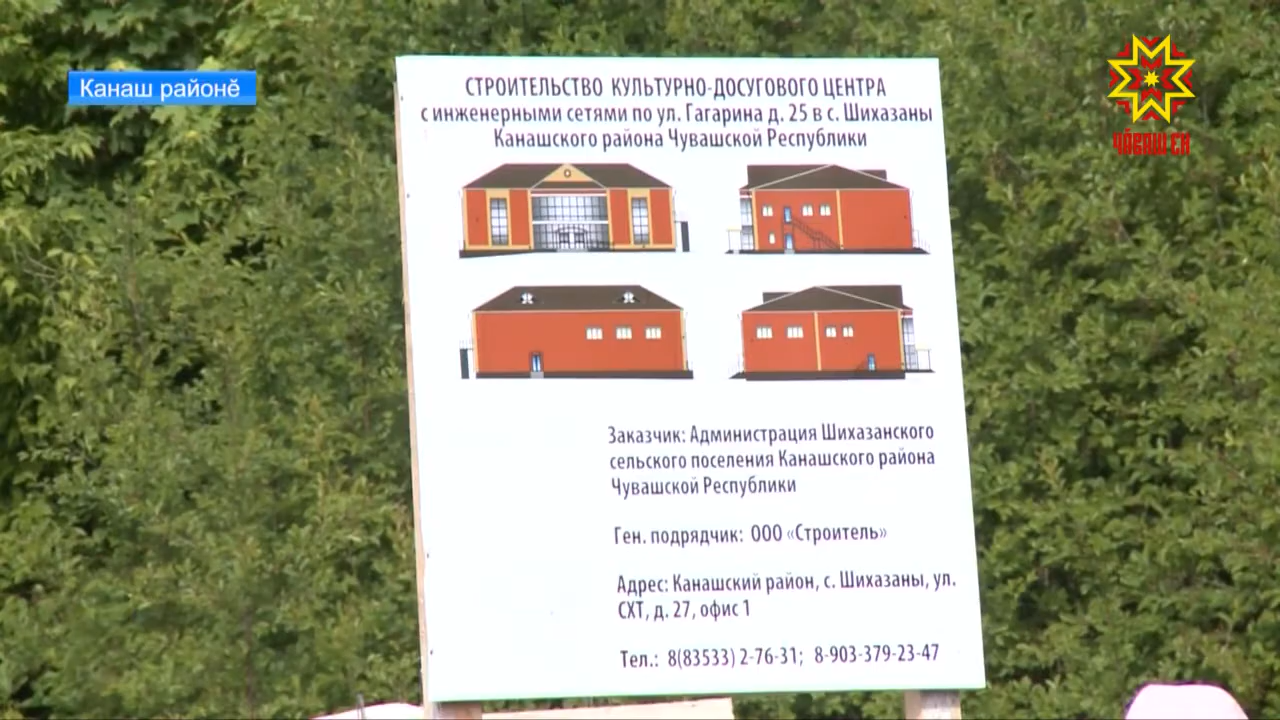 Канаш районӗ
ЧӐВАШ ЕН
СТРОИТЕЛЬСТВО КУЛЬТУРНО-ДОСУГОВОГО ЦЕНТРА
с инженерными сетями по ул. Гагарина д. 25 в с. Шихазаны
Канашского района Чувашской Республики
Заказчик: Администрация Шихазанского
сельского поселения Канашского района
Чувашской Республики
Ген. подрядчик: ООО «Строитель»
Адрес: Канашский район, с. Шихазаны, ул.
СХТ, д. 27, офис 1
Тел.: 8(83533) 2-76-31; 8-903-379-23-47